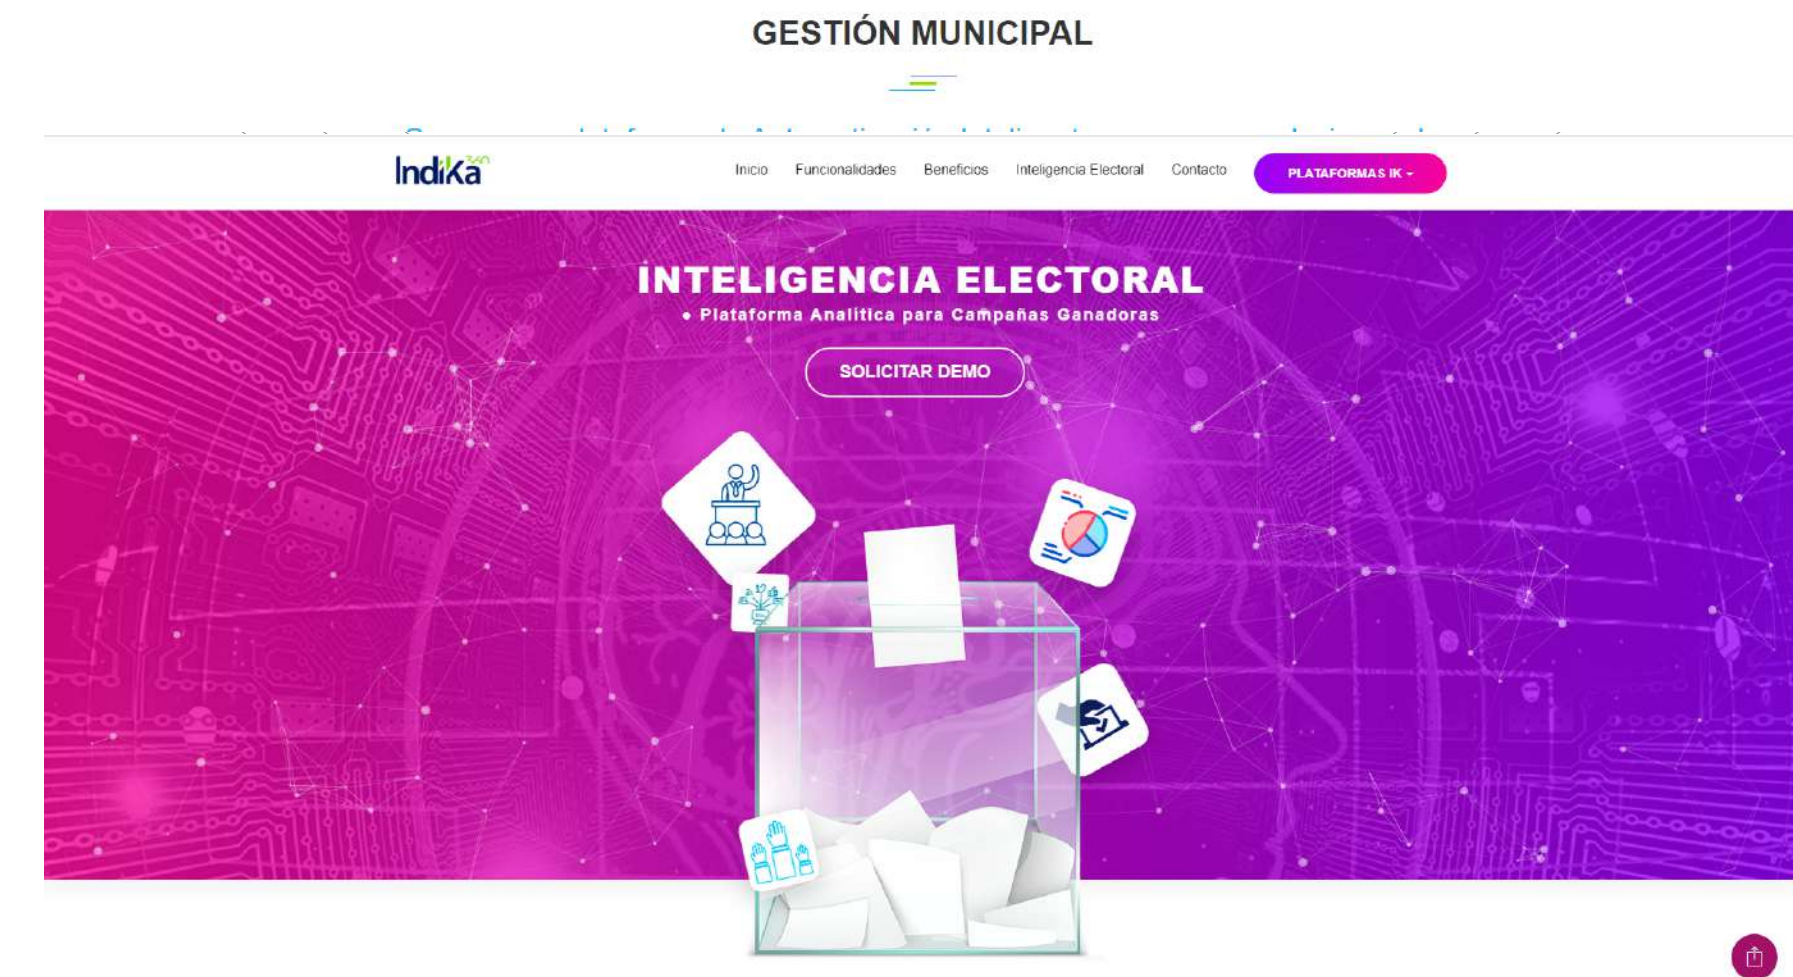 GESTIÓN MUNICIPAL
Indika 360
Inicio Funcionalidades Beneficios Inteligencia Electoral Contacto PLATAFORMAS IK
INTELIGENCIA ELECTORAL
• Plataforma Analítica para Campañas Ganadoras
SOLICITAR DEMO